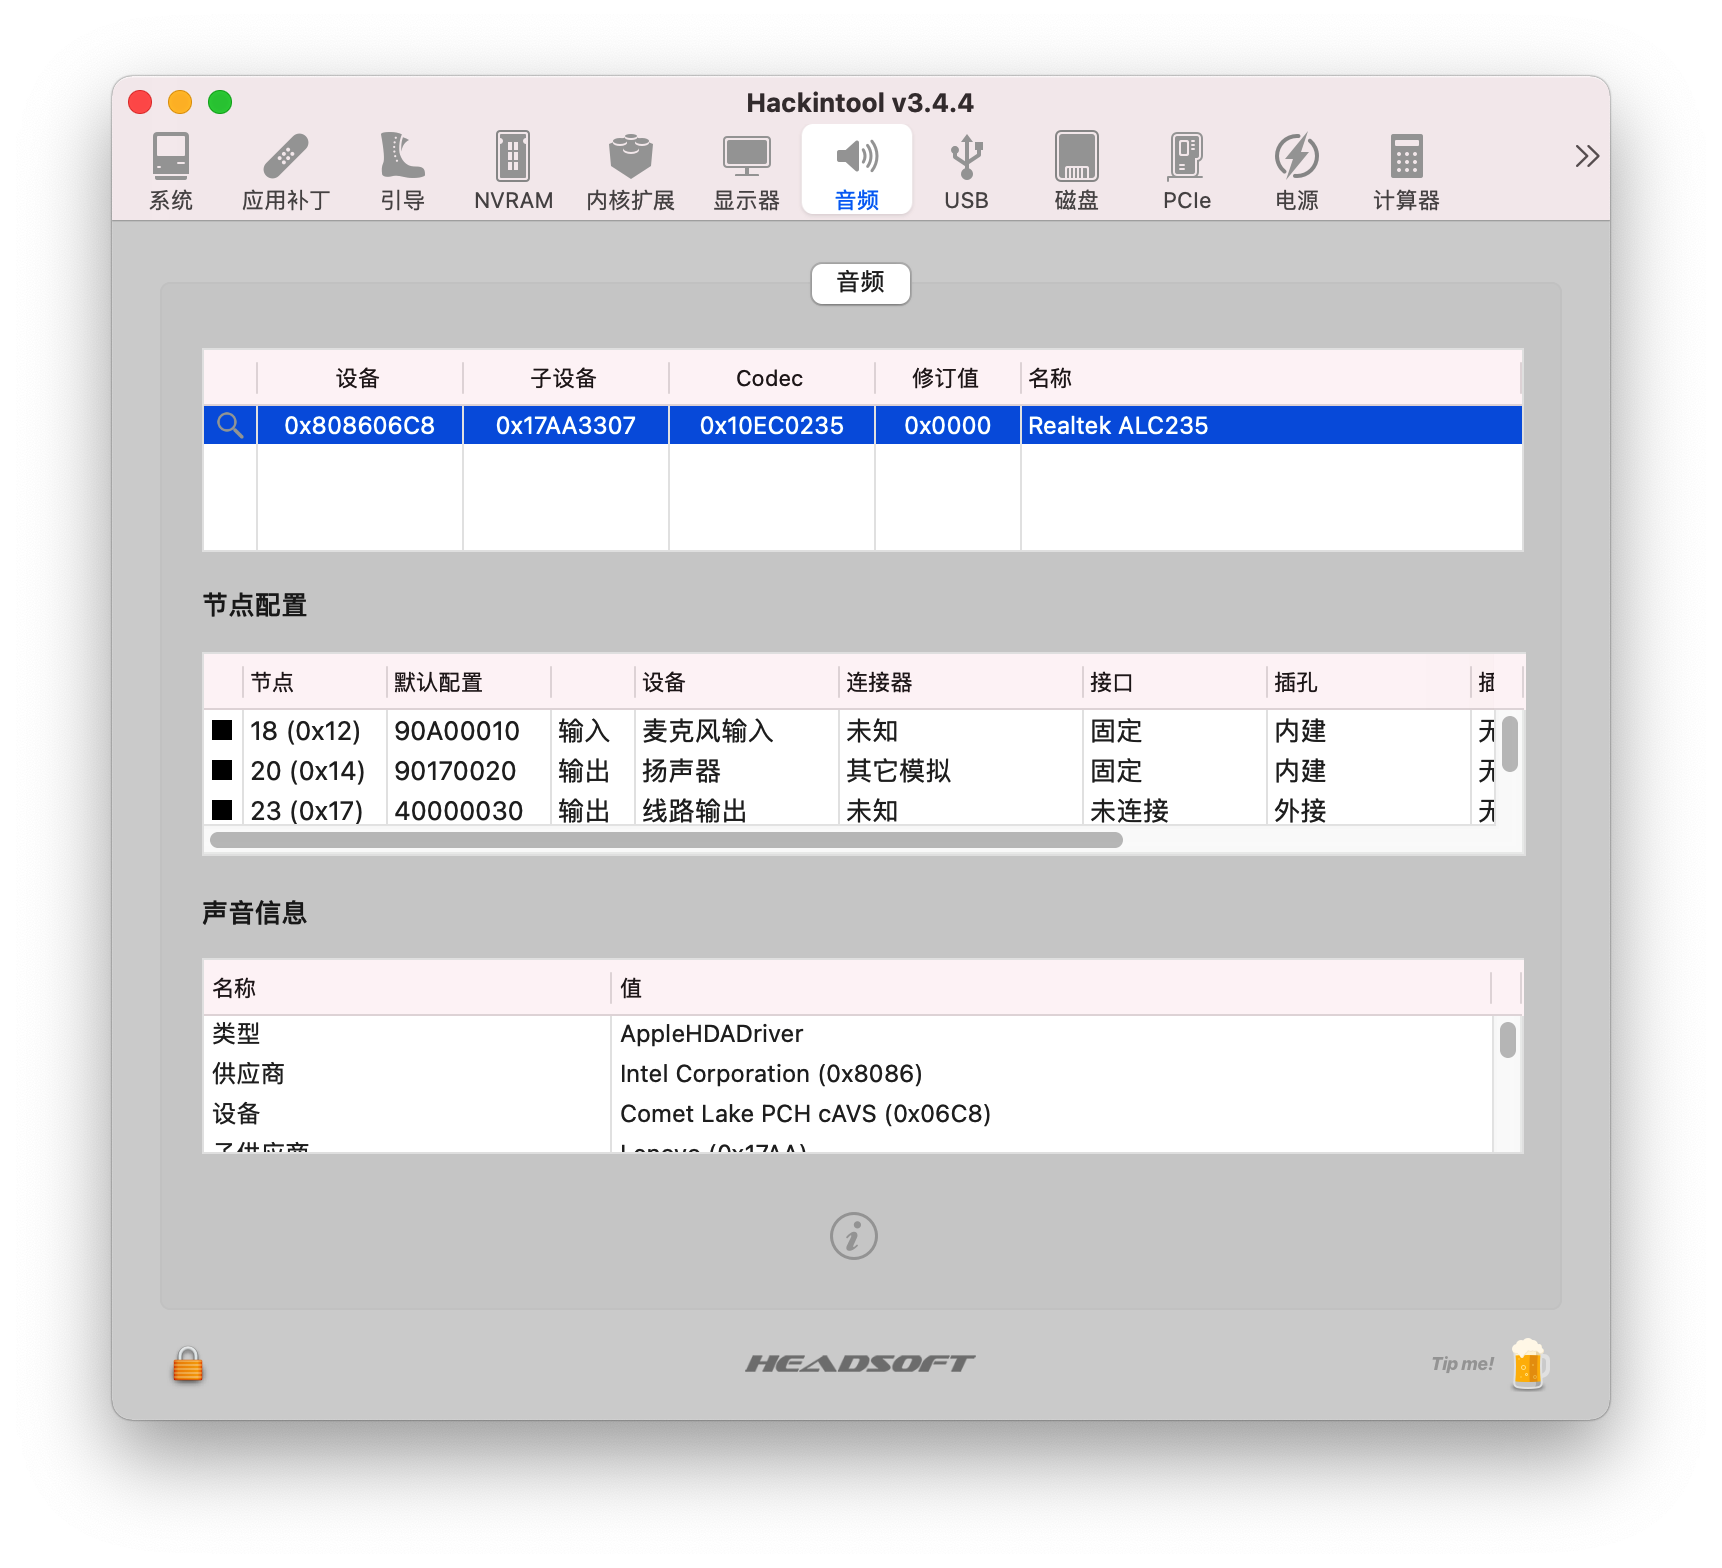 Hackintool v3.4.4
系统 应用补丁 引导 NVRAM 内核扩展 显示器 音频 USB 磁盘 PCIe 电源 计算器
音频
设备 子设备 Codec 修订值 名称
0x808606C8 0x17AA3307 0x10EC0235 0x0000 Realtek ALC235
节点配置
节点 默认配置 设备 连接器 接口 插孔
18 (0x12) 90A00010 输入 麦克风输入 未知 固定 内建
20 (0x14) 90170020 输出 扬声器 其它模拟 固定 内建
23 (0x17) 40000030 输出 线路输出 未知 未连接 外接
声音信息
名称 值
类型 AppleHDADriver
供应商 Intel Corporation (0x8086)
设备 Comet Lake PCH cAVS (0x06C8)
子供应商 Lenovo (0x17AA)
HEADSOFT
Tip me!